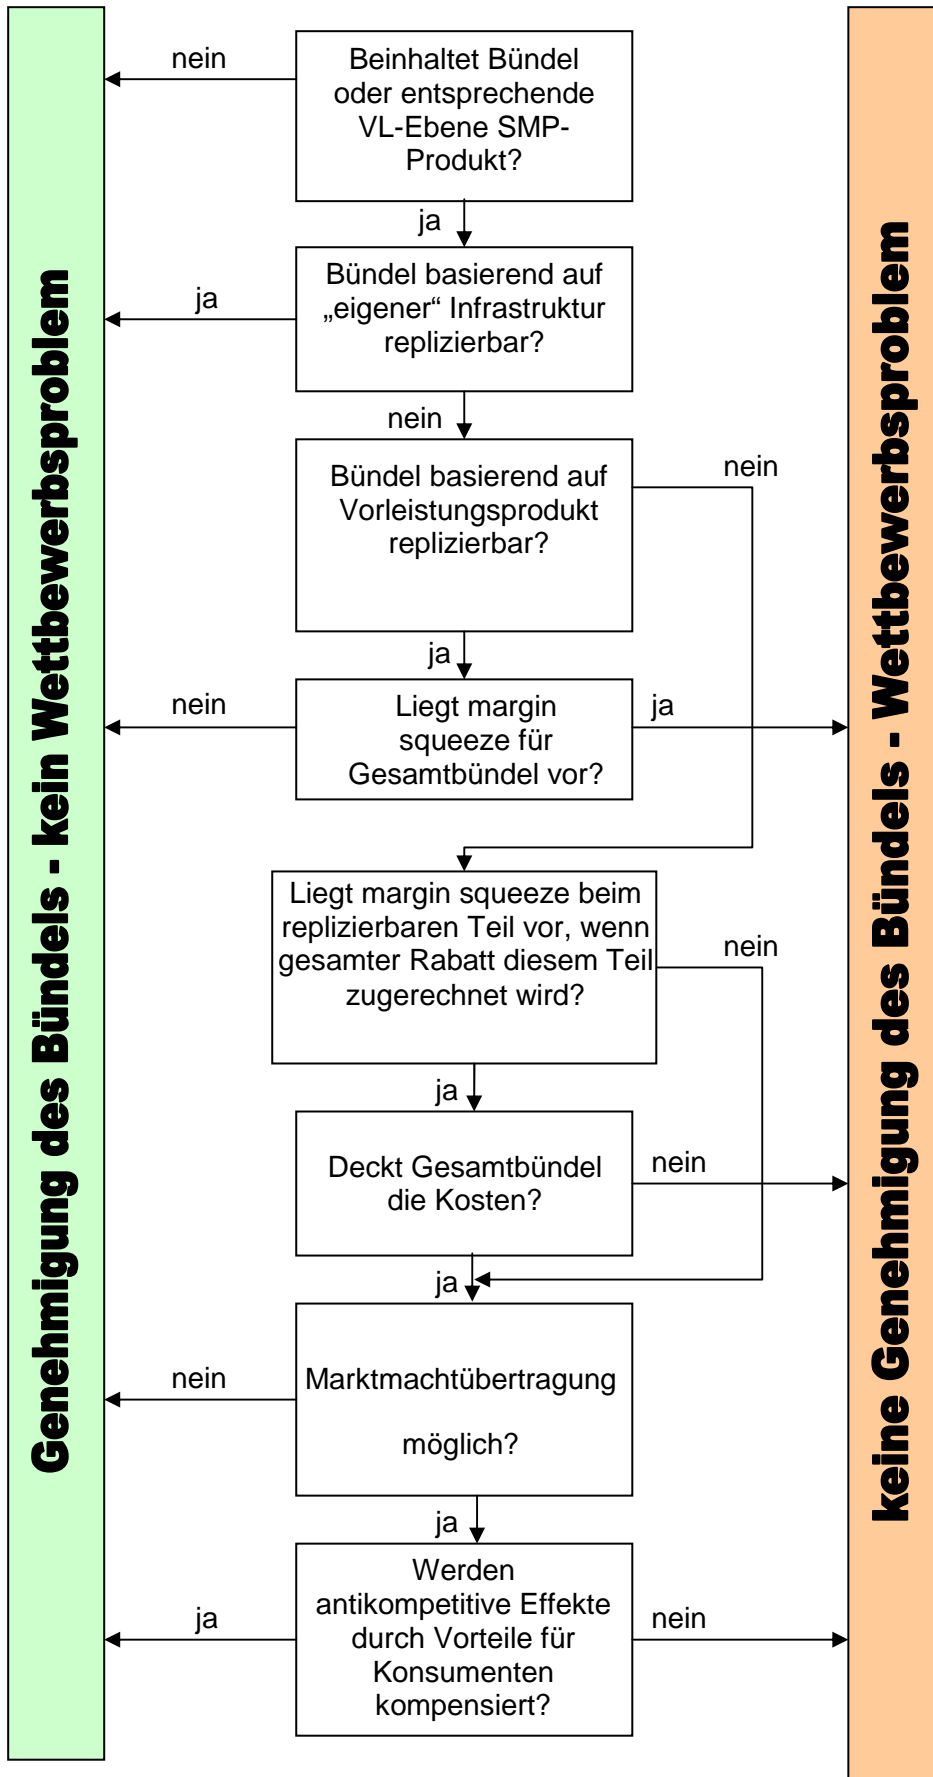 Genehmigung des Bündels - kein Wettbewerbsproblem
nein
Beinhaltet Bündel
oder entsprechende
VL-Ebene SMP-
Produkt?
ja
ja
Bündel basierend auf
„eigener“ Infrastruktur
replizierbar?
nein
Bündel basierend auf
Vorleistungsprodukt
replizierbar?
nein
ja
nein
Liegt margin
squeeze für
Gesamtbündel vor?
ja
Liegt margin squeeze beim
replizierbaren Teil vor, wenn
gesamter Rabatt diesem Teil
zugerechnet wird?
nein
ja
Deckt Gesamtbündel
die Kosten?
nein
ja
nein
Marktmachtübertragung
möglich?
ja
ja
Werden
antikompetitive Effekte
durch Vorteile für
Konsumenten
kompensiert?
nein
keine Genehmigung des Bündels - Wettbewerbsproblem